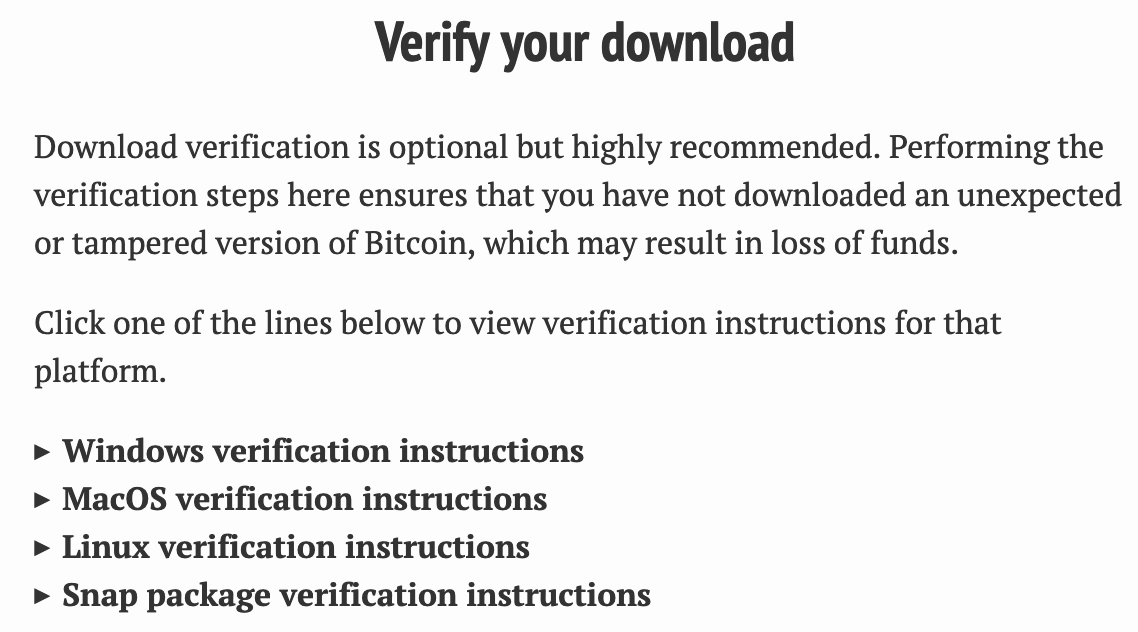 Verify your download
Download verification is optional but highly recommended. Performing the
verification steps here ensures that you have not downloaded an unexpected
or tampered version of Bitcoin, which may result in loss of funds.
Click one of the lines below to view verification instructions for that
platform.
▸ Windows verification instructions
▸ MacOS verification instructions
▸ Linux verification instructions
▸ Snap package verification instructions